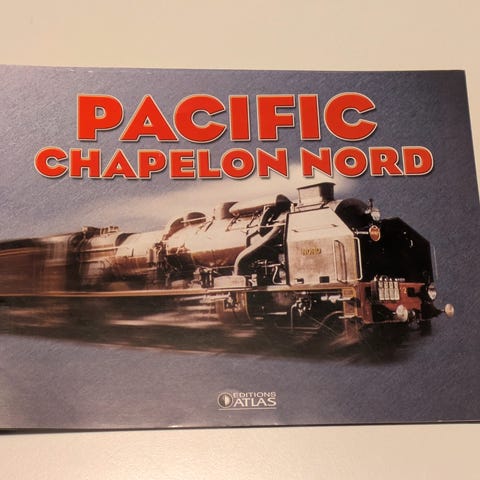 PACIFIC
CHAPELON NORD
NORD
EDITIONS
ATLAS